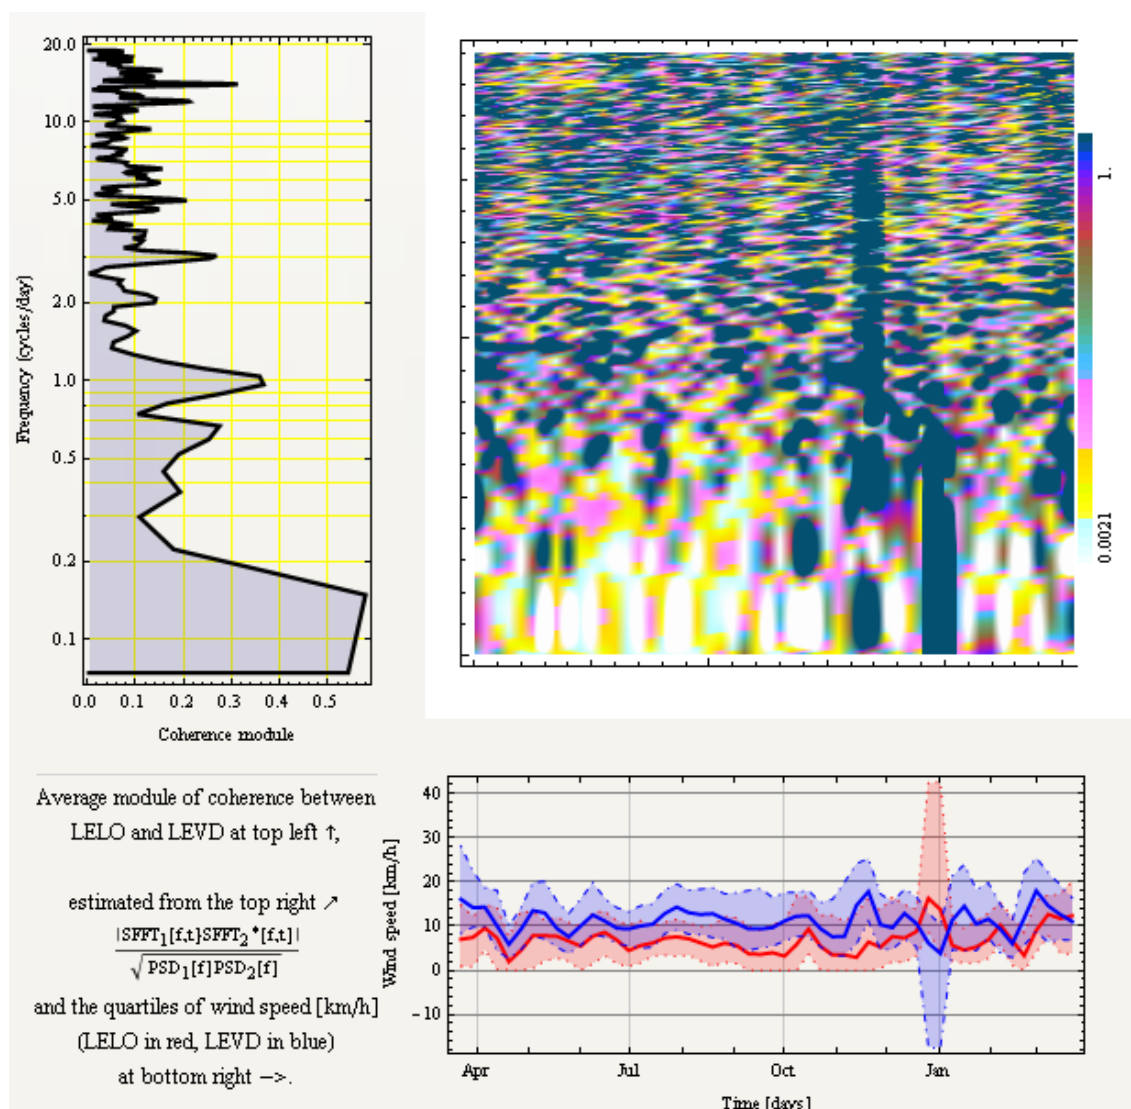 20.0
10.0
5.0
2.0
1.0
0.5
0.2
0.1
Frequency (cycles/day)
0.0 0.1 0.2 0.3 0.4 0.5
Coherence module
1.
0.0021
Average module of coherence between
LELO and LEVD at top left ↑,
estimated from the top right ↗
|SFFT₁[f,t]SFFT₂*[f,t]|
√PSD₁[f]PSD₂[f]
and the quartiles of wind speed [km/h]
(LELO in red, LEVD in blue)
at bottom right −>.
Wind speed [km/h]
40
30
20
10
0
-10
Apr Jul Oct Jan
Time [days]